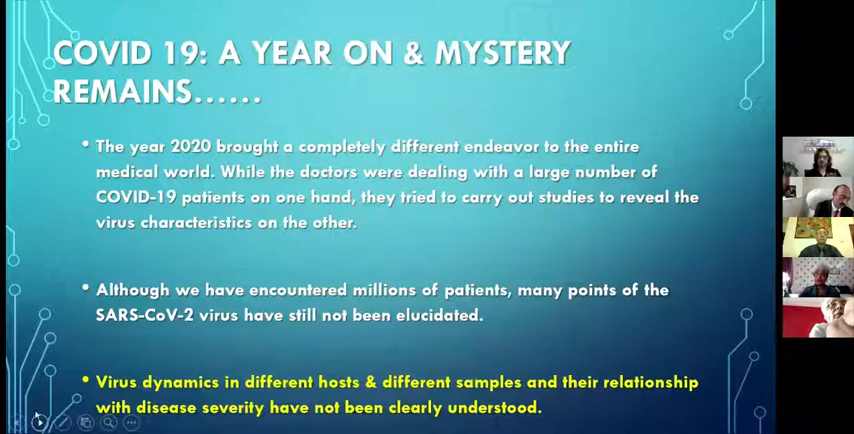 COVID 19: A YEAR ON & MYSTERY
REMAINS......
• The year 2020 brought a completely different endeavor to the entire
medical world. While the doctors were dealing with a large number of
COVID-19 patients on one hand, they tried to carry out studies to reveal the
virus characteristics on the other.
• Although we have encountered millions of patients, many points of the
SARS-CoV-2 virus have still not been elucidated.
• Virus dynamics in different hosts & different samples and their relationship
with disease severity have not been clearly understood.